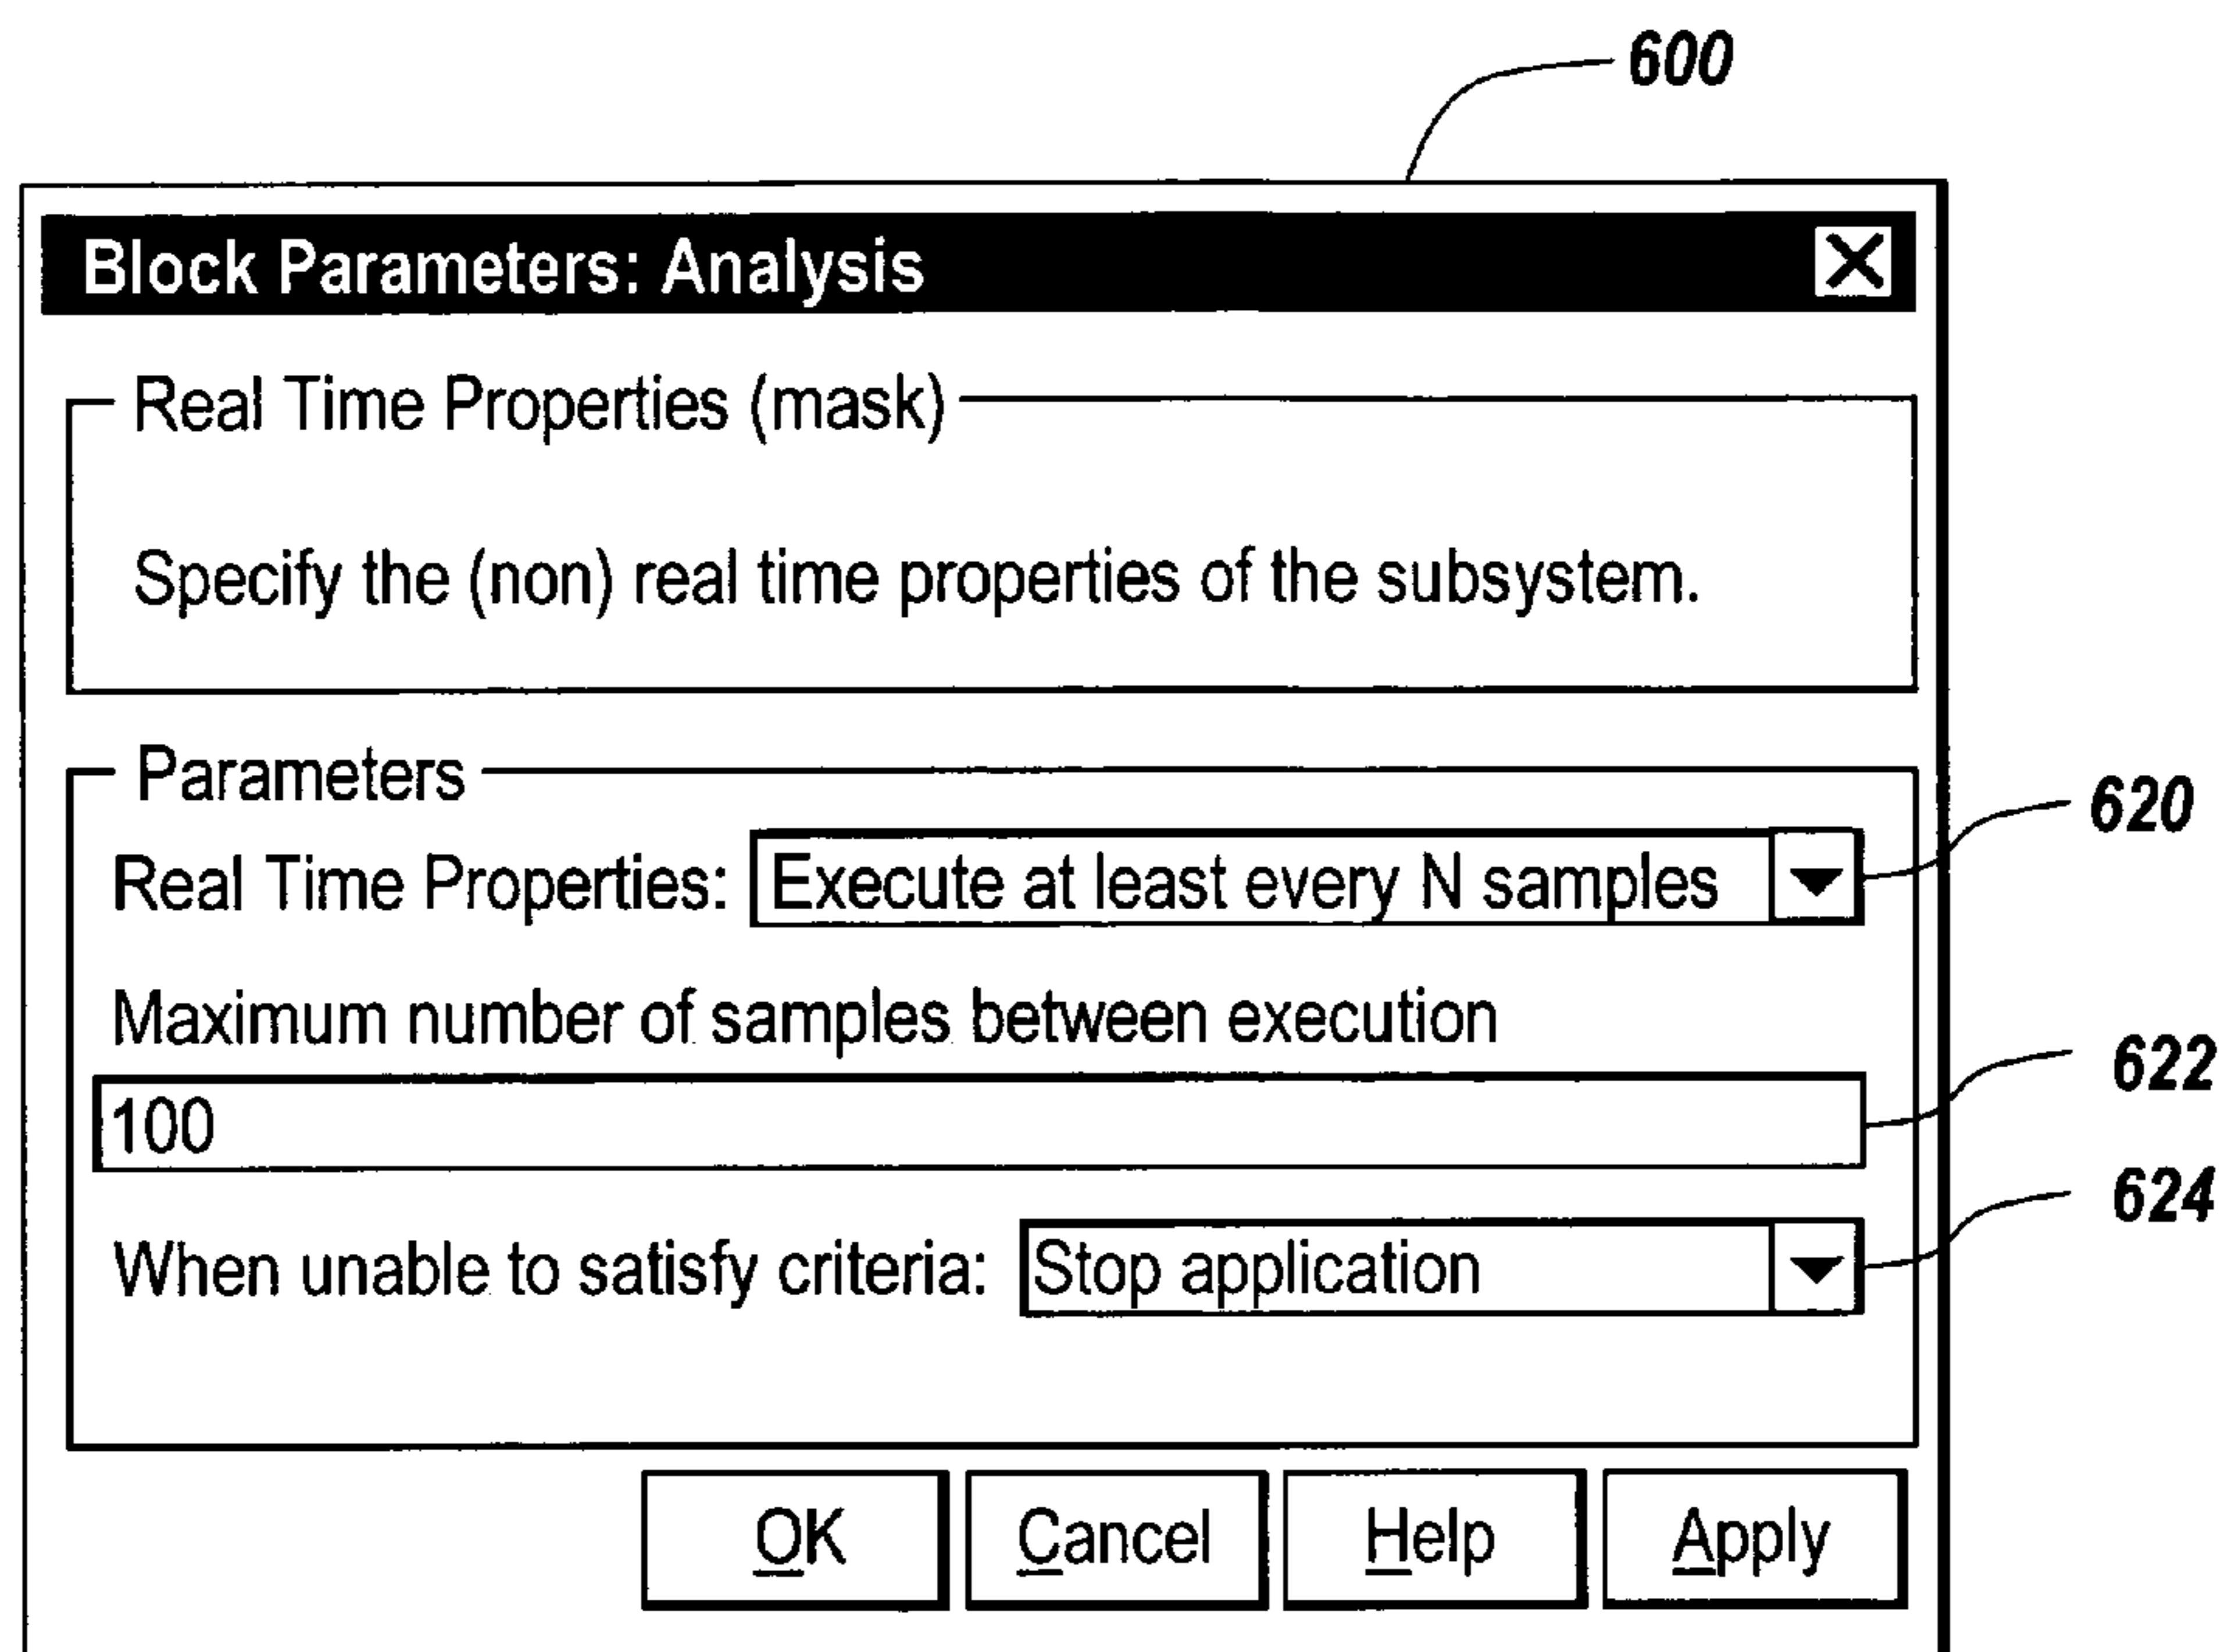 600
Block Parameters: Analysis
Real Time Properties (mask)
Specify the (non) real time properties of the subsystem.
Parameters
620
Real Time Properties: Execute at least every N samples
Maximum number of samples between execution
622
100
624
When unable to satisfy criteria: Stop application
OK Cancel Help Apply